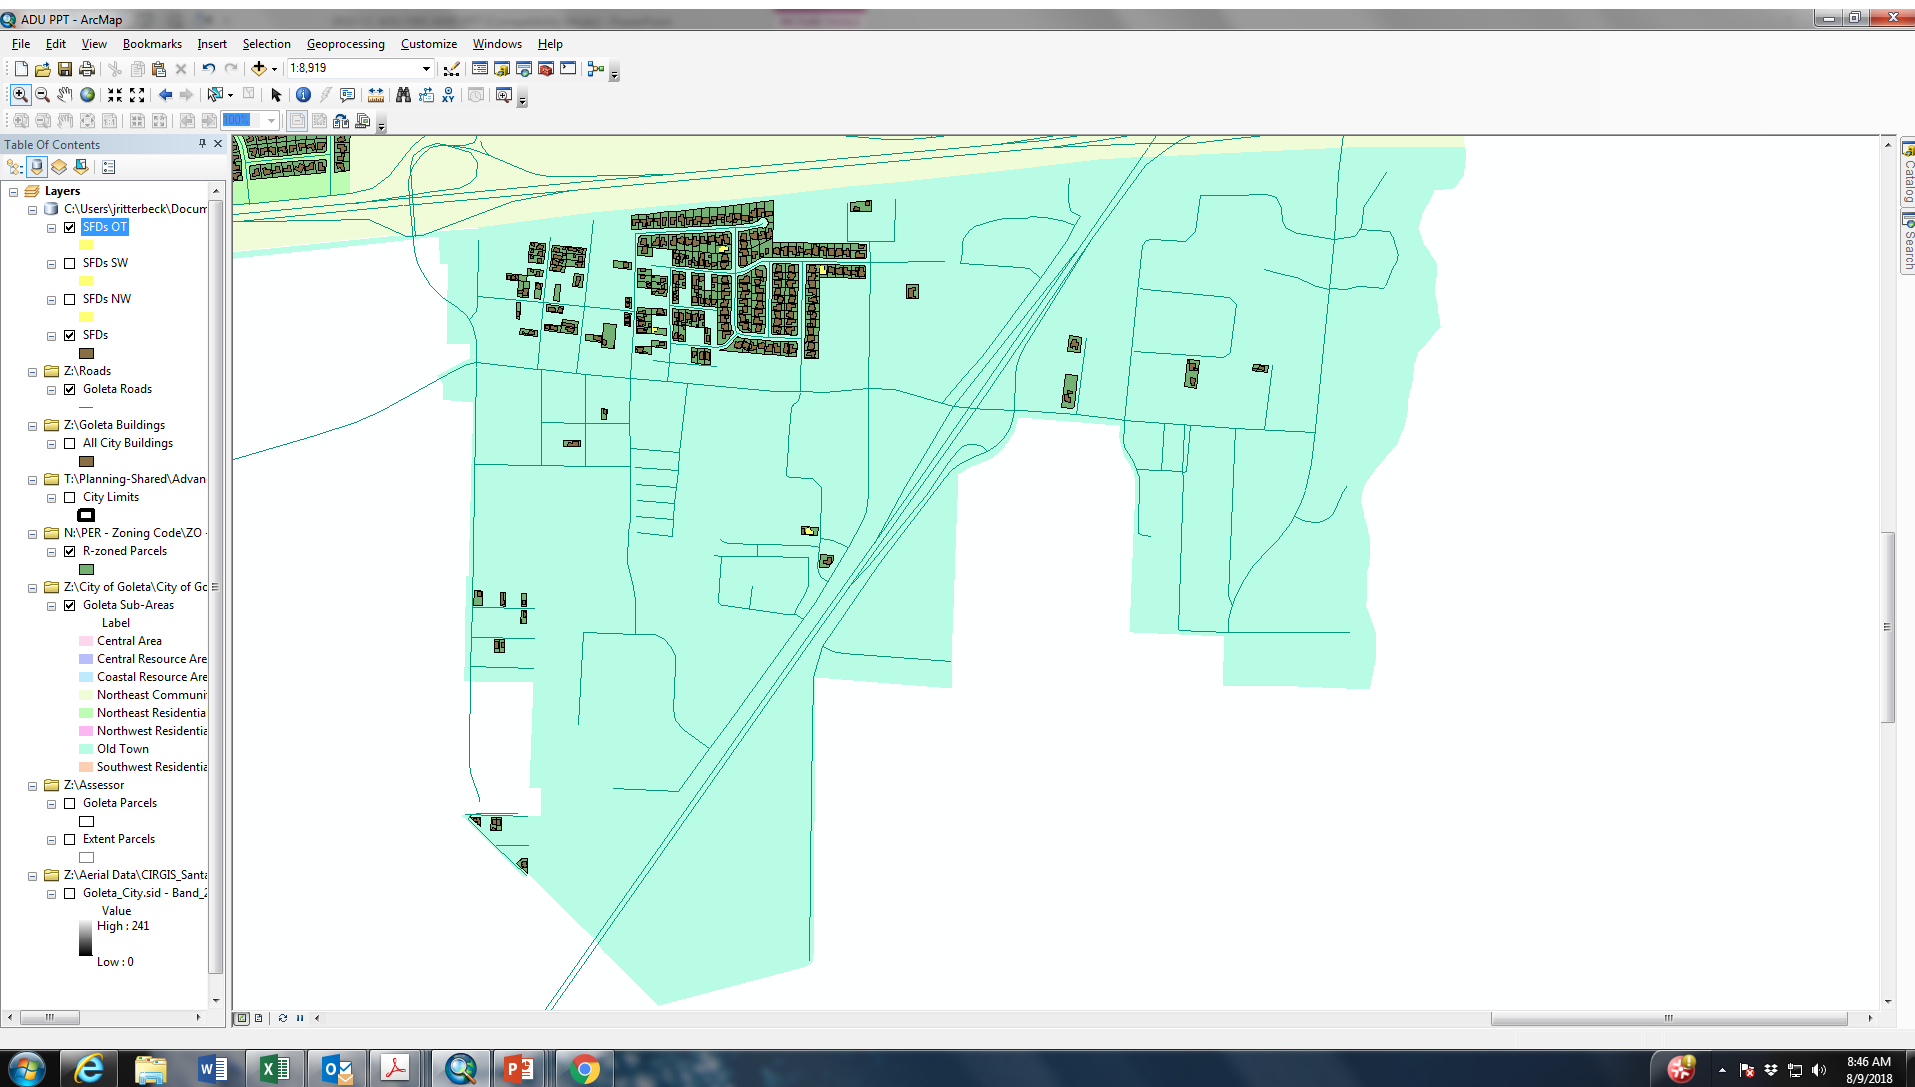 ADU PPT - ArcMap
File Edit View Bookmarks Insert Selection Geoprocessing Customize Windows Help
1:8,919
100%
Table Of Contents
Layers
C:\Users\jritterbeck\Docum
SFDs OT
SFDs SW
SFDs NW
SFDs
Z:\Roads
Goleta Roads
Z:\Goleta Buildings
All City Buildings
T:\Planning-Shared\Advan
City Limits
N:\PER - Zoning Code\ZO -
R-zoned Parcels
Z:\City of Goleta\City of Go
Goleta Sub-Areas
Label
Central Area
Central Resource Are
Coastal Resource Are
Northeast Communi
Northeast Residentia
Northwest Residentia
Old Town
Southwest Residentia
Z:\Assessor
Goleta Parcels
Extent Parcels
Z:\Aerial Data\CIRGIS_Santa
Goleta_City.sid - Band_2
Value
High : 241
Low : 0
Catalog
Search
8:46 AM
8/9/2018